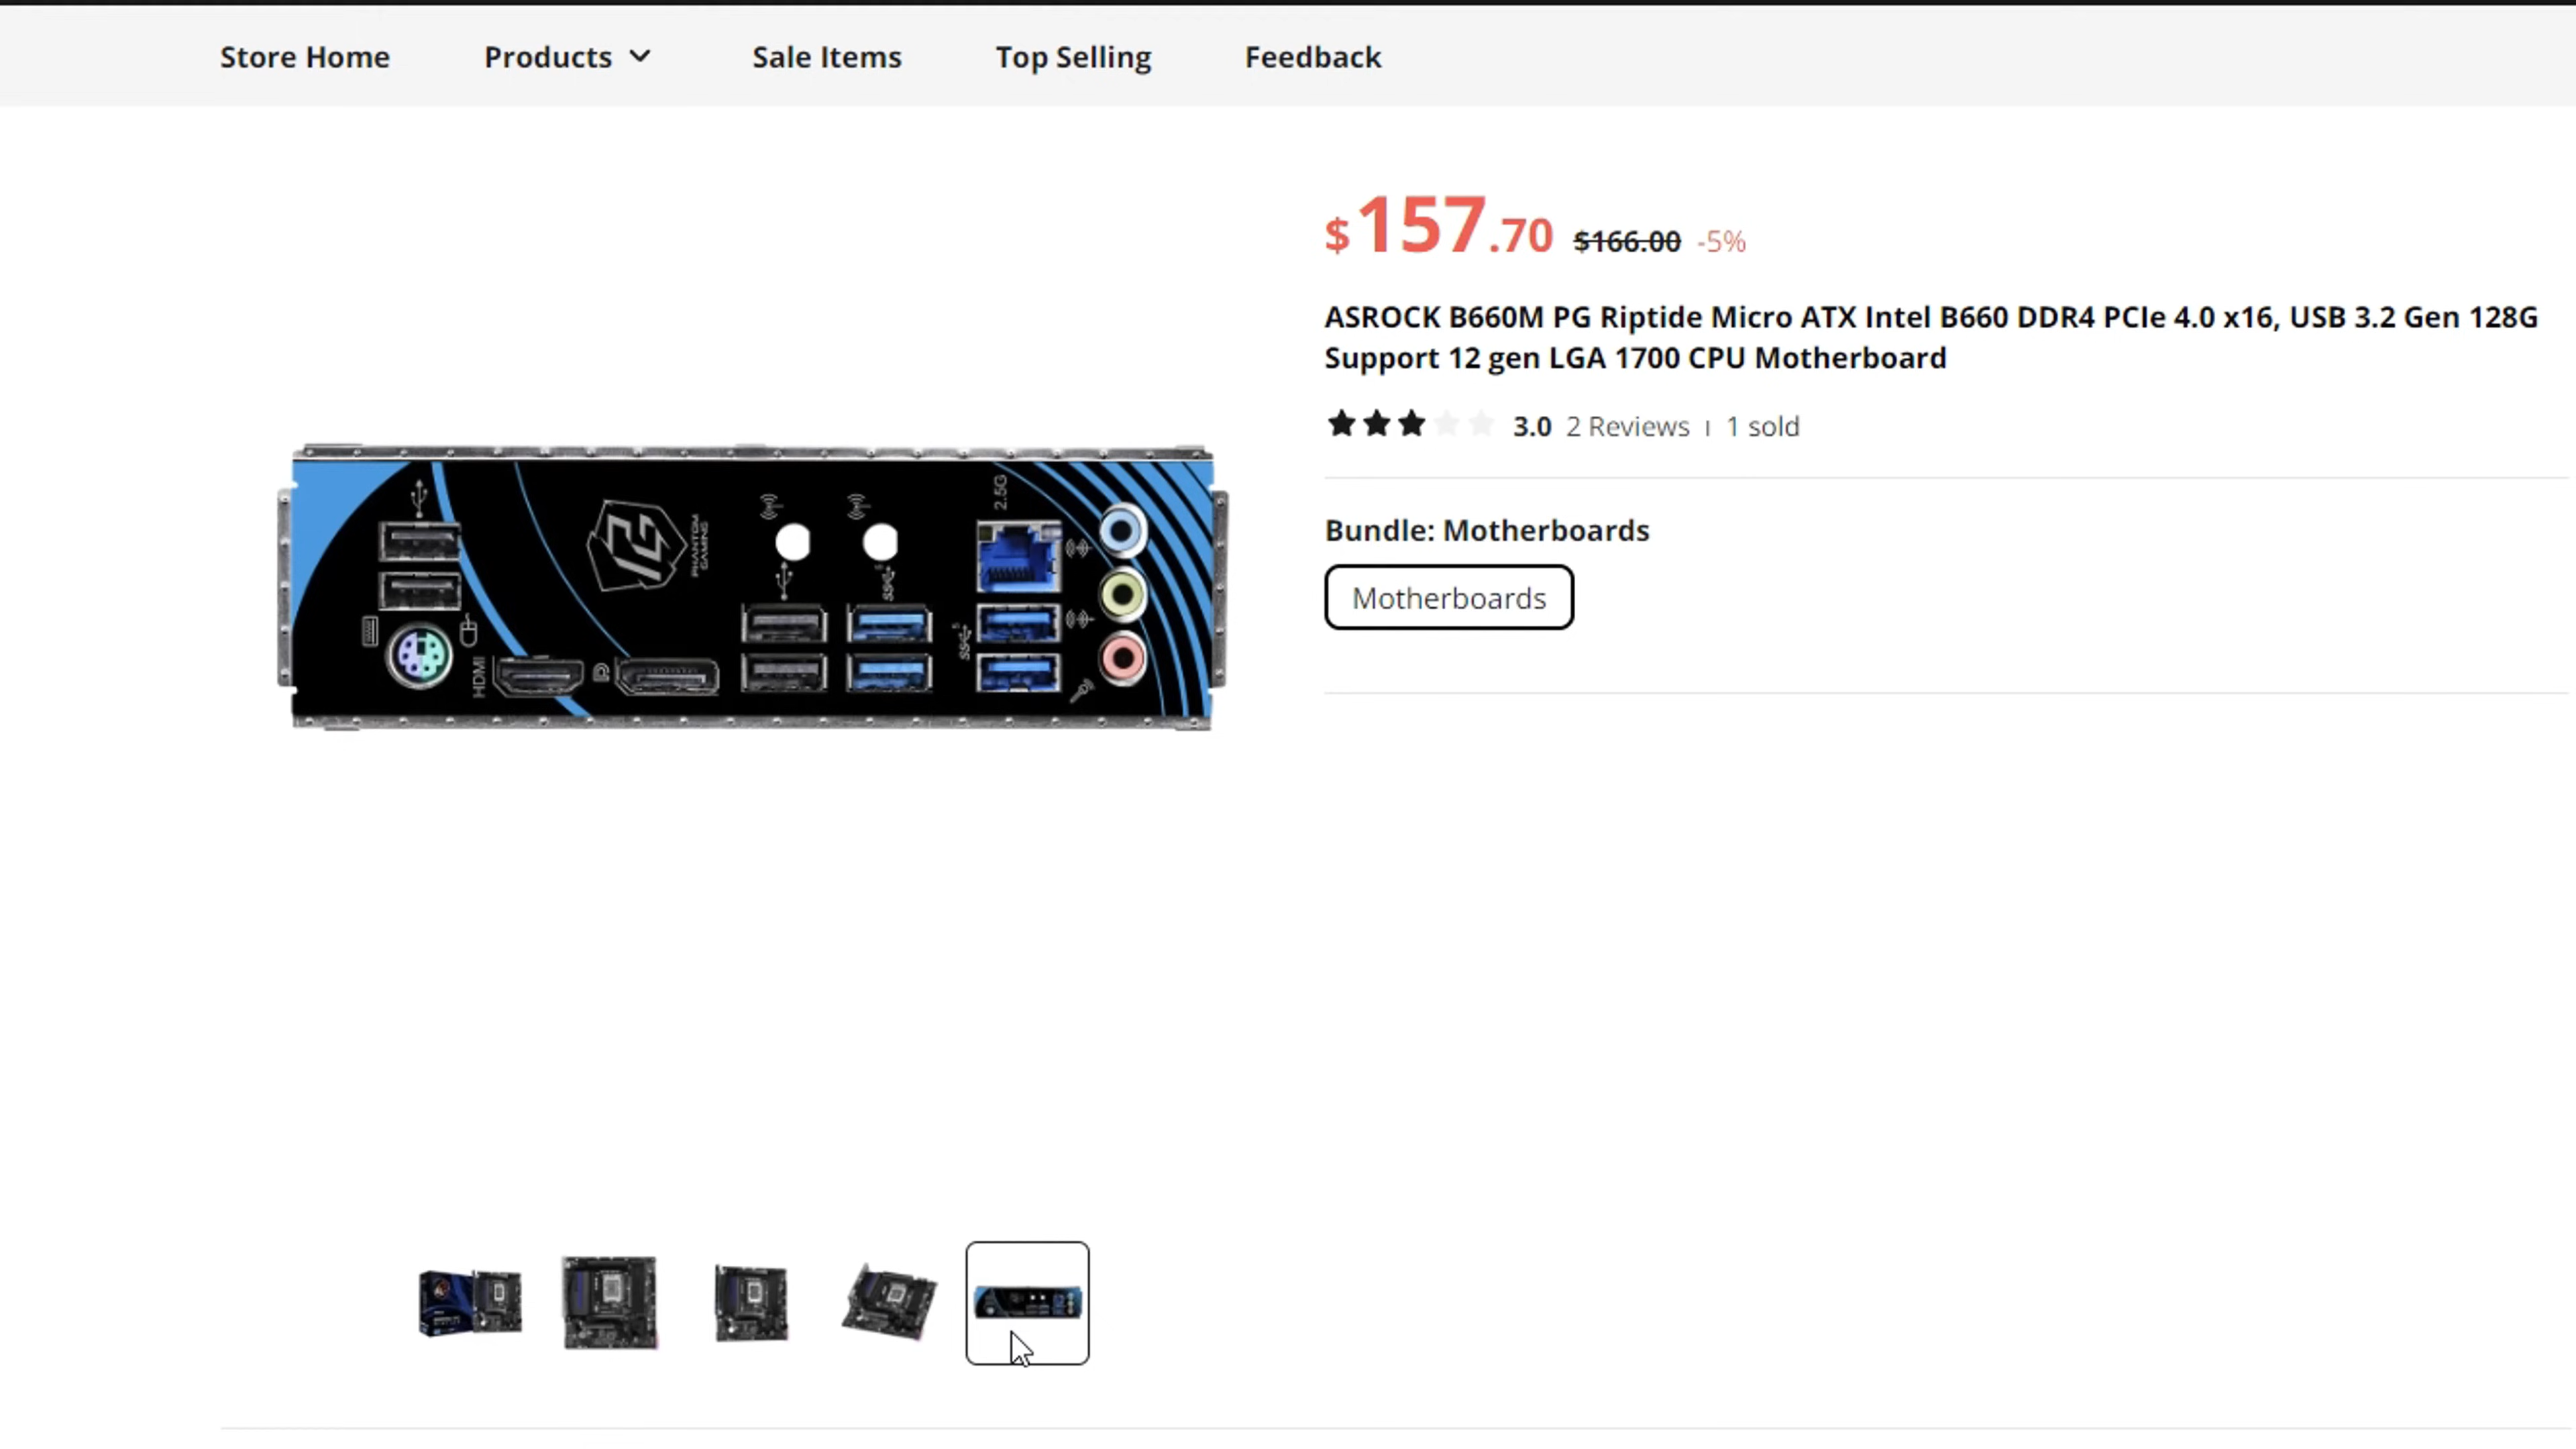 Store Home Products Sale Items Top Selling Feedback
$157.70 $166.00 -5%
ASROCK B660M PG Riptide Micro ATX Intel B660 DDR4 PCIe 4.0 x16, USB 3.2 Gen 128G
Support 12 gen LGA 1700 CPU Motherboard
3.0 2 Reviews | 1 sold
Bundle: Motherboards
Motherboards
2.5G
PHANTOM
GAMING
HDMI